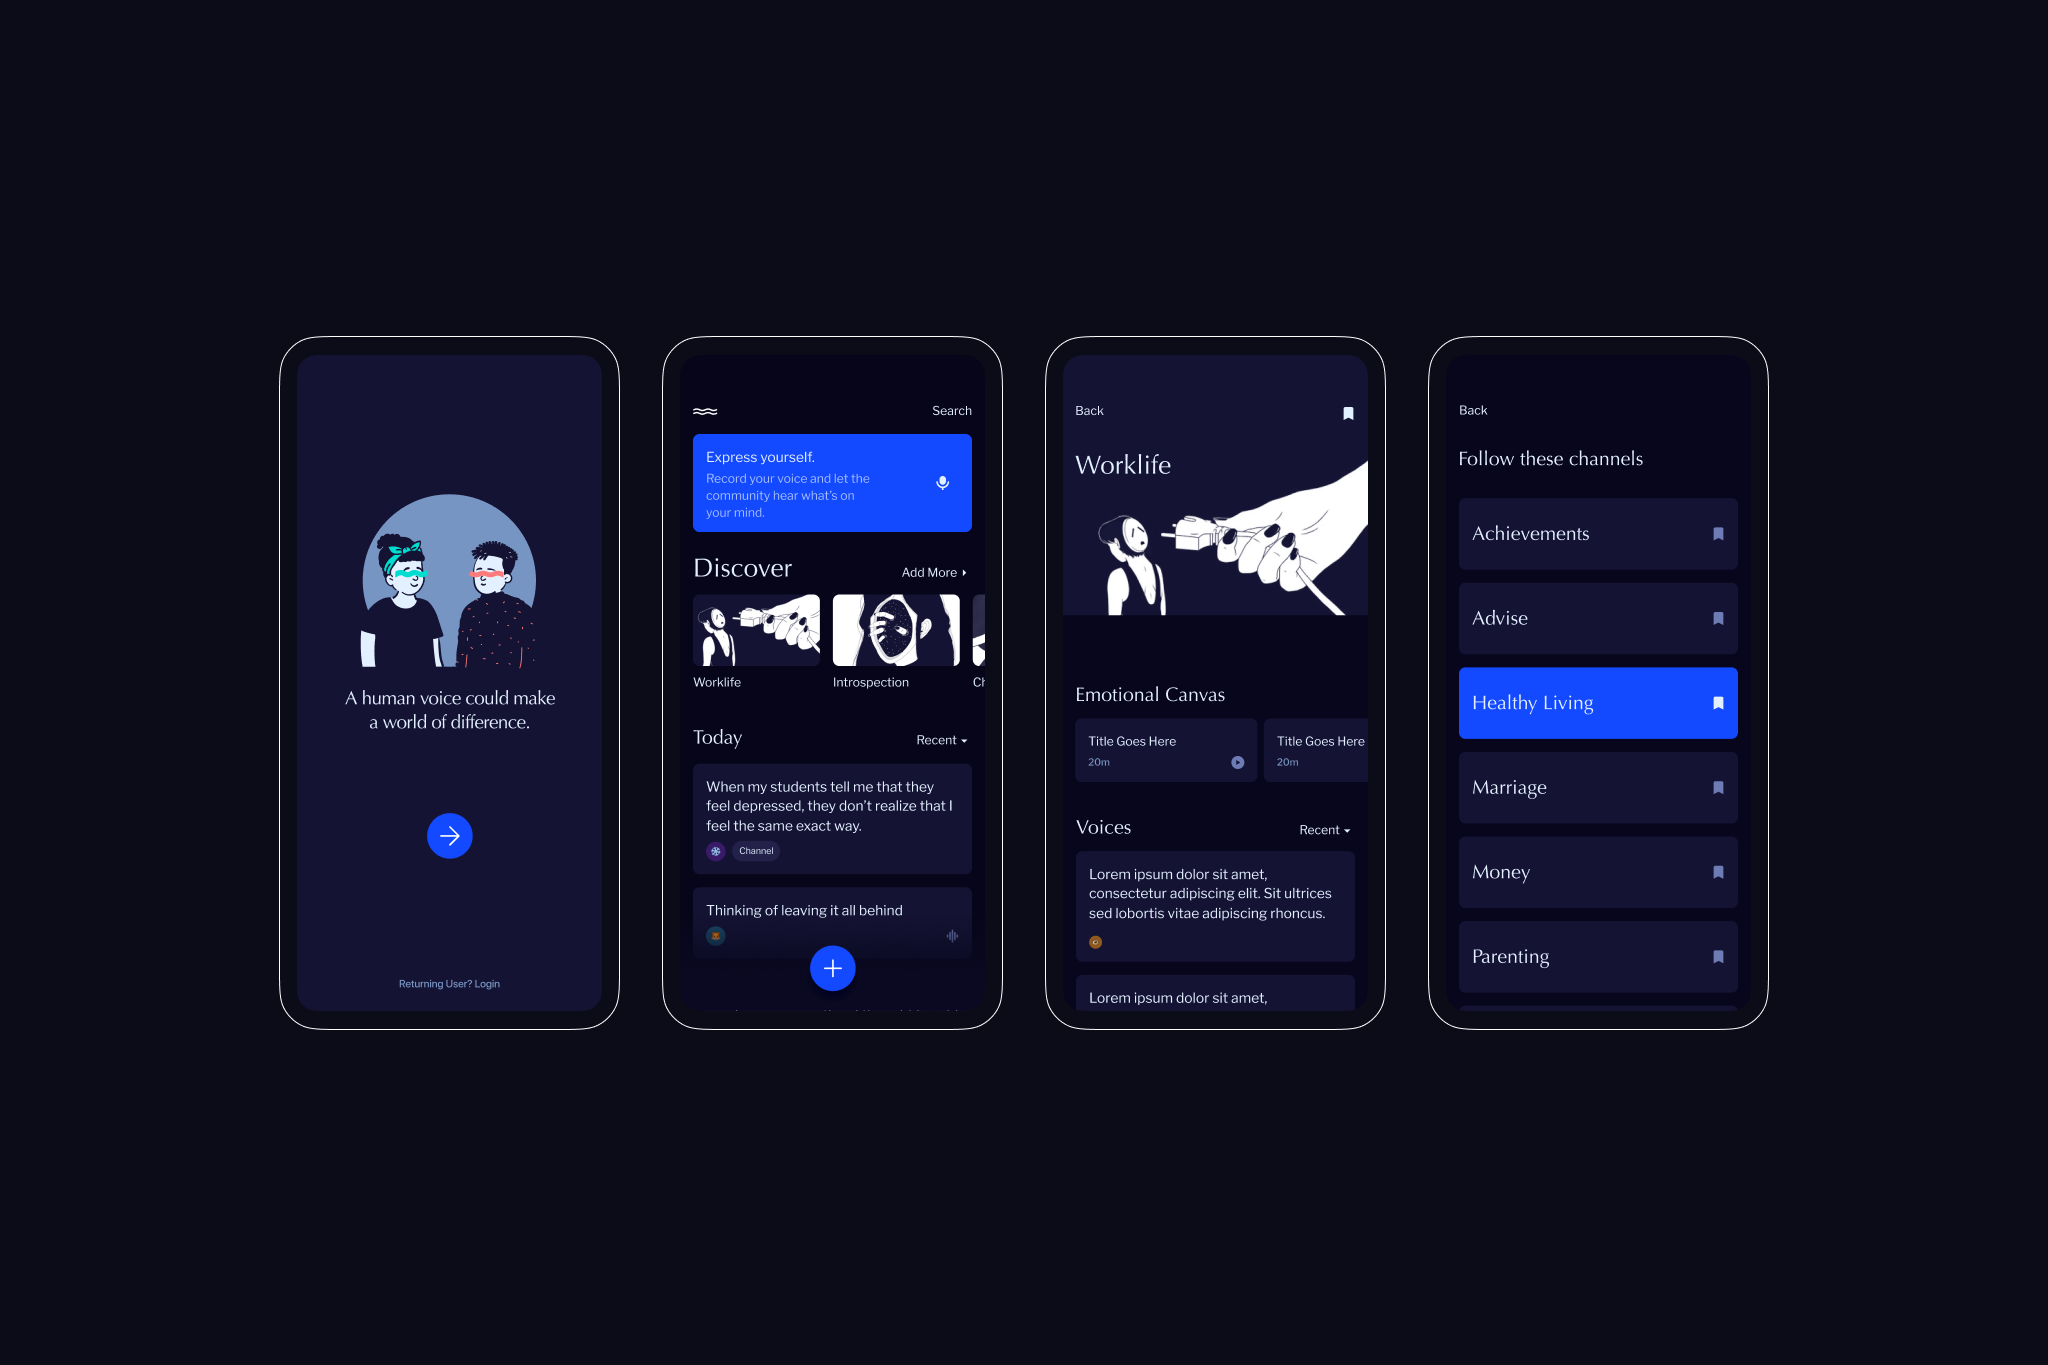 A human voice could make
a world of difference.
Returning User? Login
Search
Express yourself.
Record your voice and let the
community hear what's on
your mind.
Discover
Add More
Worklife
Introspection
Today
Recent
When my students tell me that they
feel depressed, they don't realize that I
feel the same exact way.
Channel
Thinking of leaving it all behind
Back
Worklife
Emotional Canvas
Title Goes Here
20m
Title Goes Here
20m
Voices
Recent
Lorem ipsum dolor sit amet,
consectetur adipiscing elit. Sit ultrices
sed lobortis vitae adipiscing rhoncus.
Lorem ipsum dolor sit amet,
Back
Follow these channels
Achievements
Advise
Healthy Living
Marriage
Money
Parenting